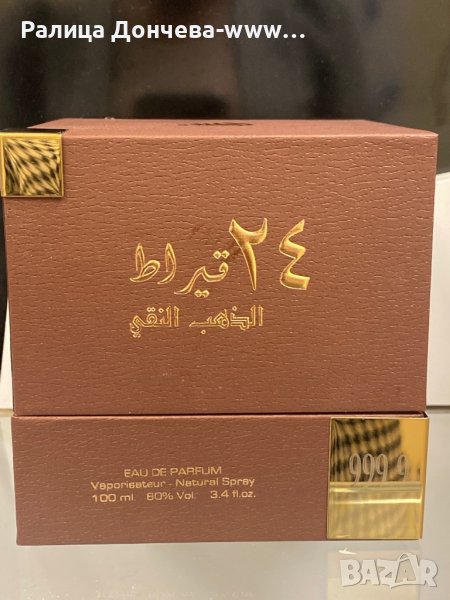 Ралица Дончева-www...
٢٤ قيراط
الذهب النقي
EAU DE PARFUM
Vaporisateur - Natural Spray
100 ml. 80% Vol. 3.4 fl.oz.
999.9
BAZAR